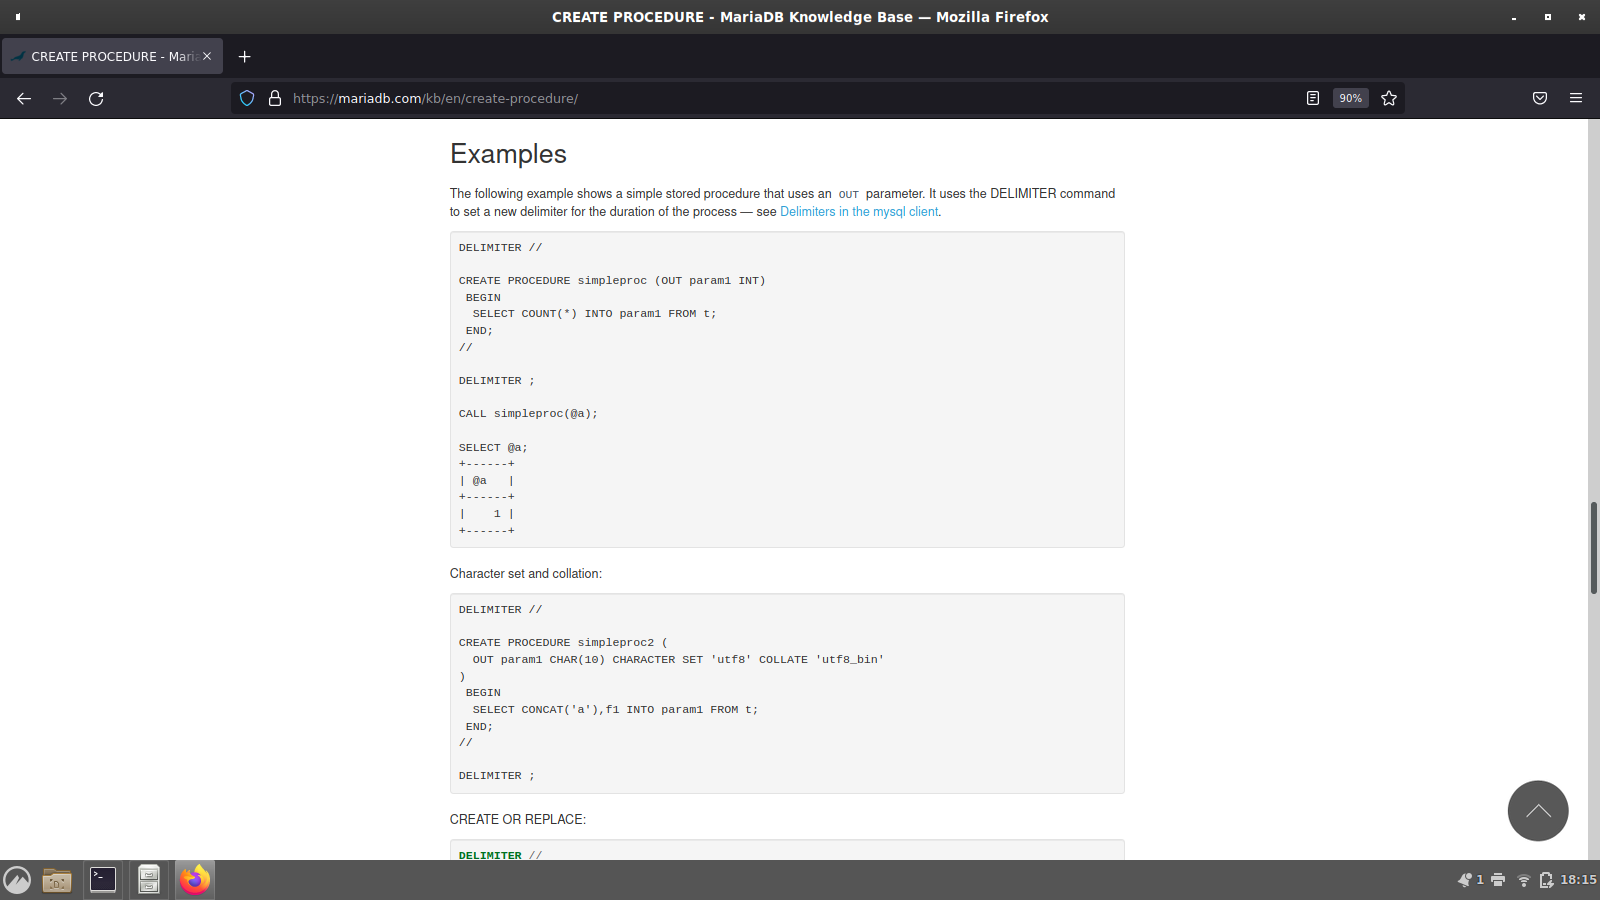 CREATE PROCEDURE - MariaDB Knowledge Base — Mozilla Firefox
CREATE PROCEDURE - Maria
https://mariadb.com/kb/en/create-procedure/
90%
Examples
The following example shows a simple stored procedure that uses an OUT parameter. It uses the DELIMITER command
to set a new delimiter for the duration of the process — see Delimiters in the mysql client.
DELIMITER //
CREATE PROCEDURE simpleproc (OUT param1 INT)
 BEGIN
  SELECT COUNT(*) INTO param1 FROM t;
 END;
//
DELIMITER ;
CALL simpleproc(@a);
SELECT @a;
+------+
| @a   |
+------+
|    1 |
+------+
Character set and collation:
DELIMITER //
CREATE PROCEDURE simpleproc2 (
  OUT param1 CHAR(10) CHARACTER SET 'utf8' COLLATE 'utf8_bin'
)
 BEGIN
  SELECT CONCAT('a'),f1 INTO param1 FROM t;
 END;
//
DELIMITER ;
CREATE OR REPLACE:
DELIMITER //
1
18:15